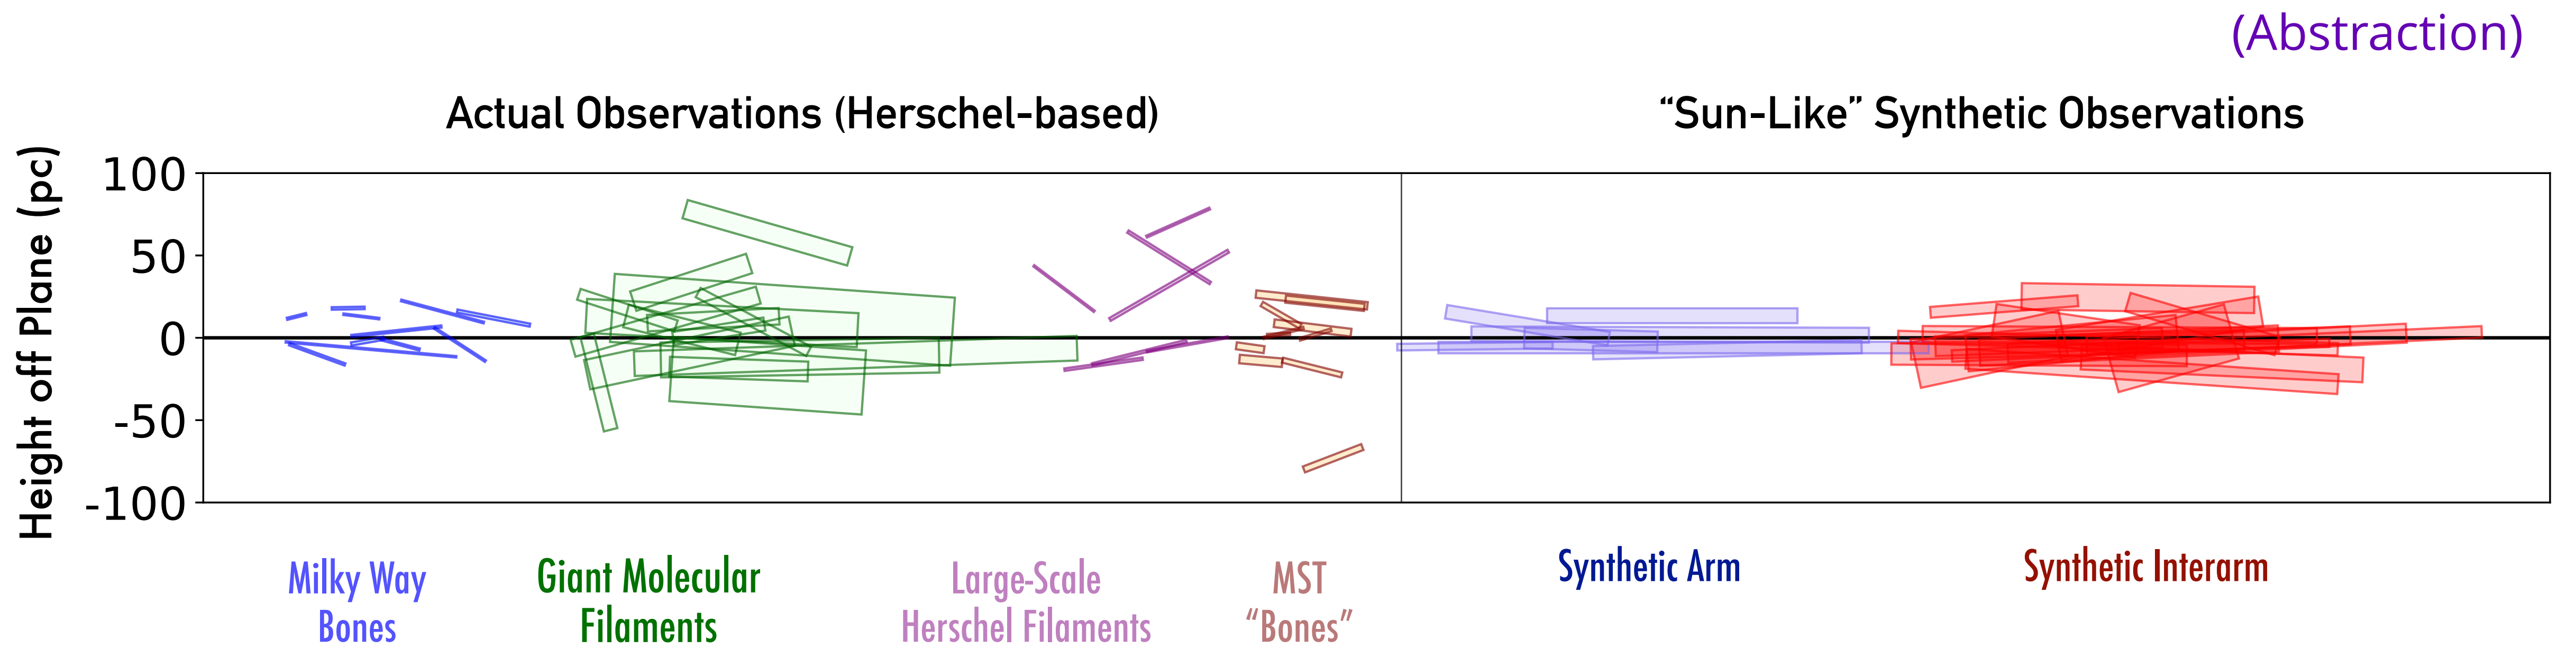 (Abstraction)
Actual Observations (Herschel-based)
“Sun-Like” Synthetic Observations
Height off Plane (pc)
100
50
0
-50
-100
Milky Way
Bones
Giant Molecular
Filaments
Large-Scale
Herschel Filaments
MST
“Bones”
Synthetic Arm
Synthetic Interarm